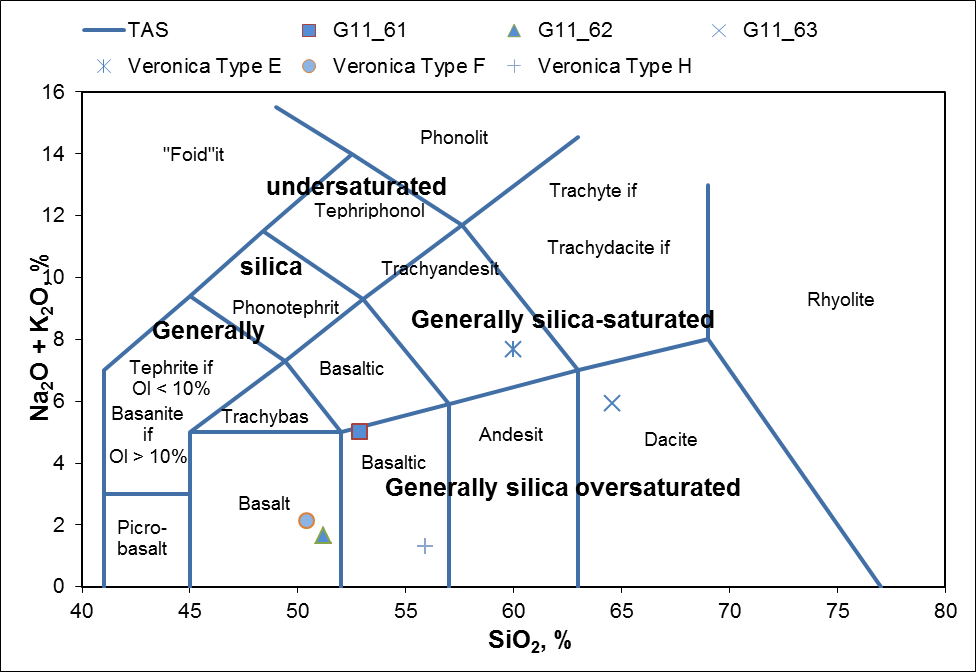 TAS G11_61 G11_62 G11_63
Veronica Type E Veronica Type F Veronica Type H
16
14
12
10
8
6
4
2
0
Na2O + K2O, %
"Foid"it
Phonolit
undersaturated
Tephriphonol
Trachyte if
Trachydacite if
silica
Trachyandesit
Rhyolite
Phonotephrit
Generally
Generally silica-saturated
Tephrite if
Ol < 10%
Basaltic
Basanite
if
Ol > 10%
Trachybas
Basaltic
Andesit
Dacite
Generally silica oversaturated
Basalt
Picro-
basalt
40 45 50 55 60 65 70 75 80
SiO2, %